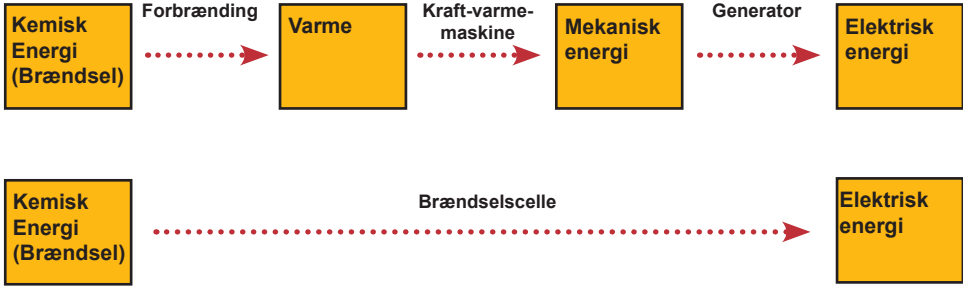 Kemisk
Energi
(Brændsel)
Forbrænding
Varme
Kraft-varme-
maskine
Mekanisk
energi
Generator
Elektrisk
energi
Kemisk
Energi
(Brændsel)
Brændselscelle
Elektrisk
energi